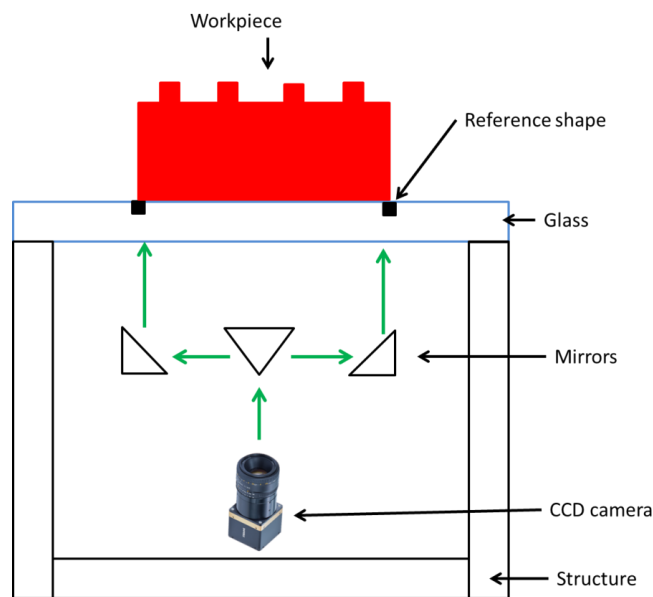 Workpiece
Reference shape
Glass
Mirrors
CCD camera
Structure